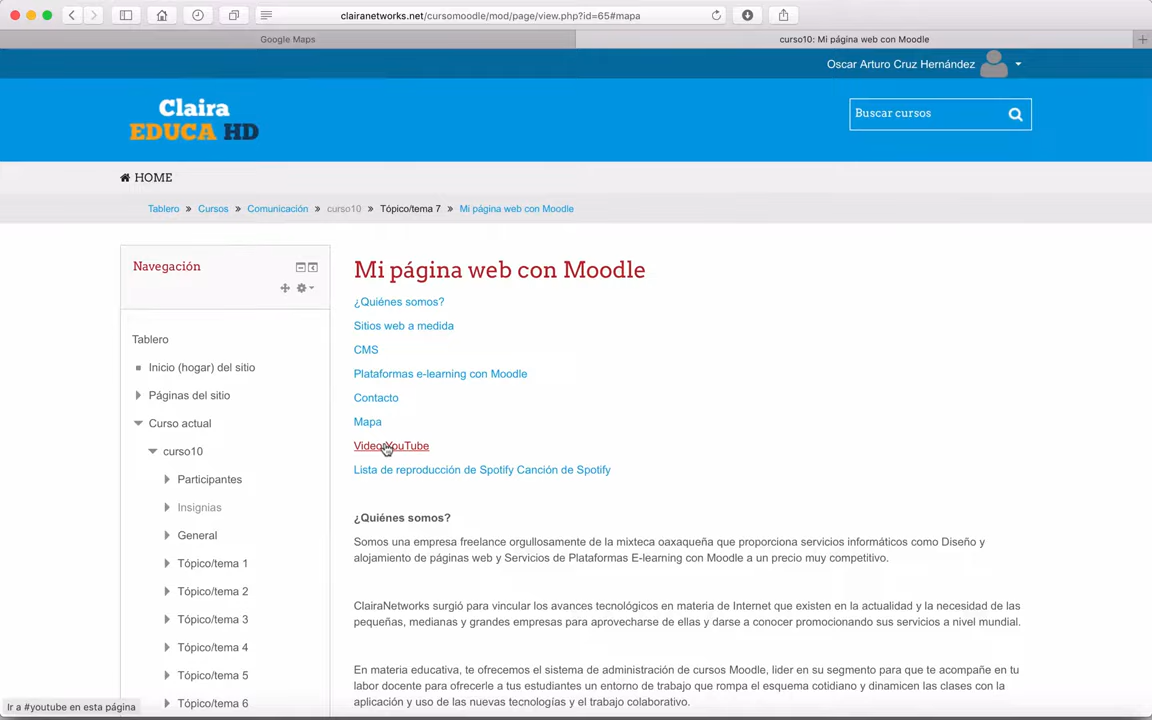 clairanetworks.net/cursomoodle/mod/page/view.php?id=65#mapa
Google Maps
curso10: Mi página web con Moodle
Oscar Arturo Cruz Hernández
Claira
EDUCA HD
Buscar cursos
HOME
Tablero » Cursos » Comunicación » curso10 » Tópico/tema 7 » Mi página web con Moodle
Navegación
Tablero
Inicio (hogar) del sitio
Páginas del sitio
Curso actual
curso10
Participantes
Insignias
General
Tópico/tema 1
Tópico/tema 2
Tópico/tema 3
Tópico/tema 4
Tópico/tema 5
Tópico/tema 6
Mi página web con Moodle
¿Quiénes somos?
Sitios web a medida
CMS
Plataformas e-learning con Moodle
Contacto
Mapa
Video YouTube
Lista de reproducción de Spotify Canción de Spotify
¿Quiénes somos?
Somos una empresa freelance orgullosamente de la mixteca oaxaqueña que proporciona servicios informáticos como Diseño y
alojamiento de páginas web y Servicios de Plataformas E-learning con Moodle a un precio muy competitivo.
ClairaNetworks surgió para vincular los avances tecnológicos en materia de Internet que existen en la actualidad y la necesidad de las
pequeñas, medianas y grandes empresas para aprovecharse de ellas y darse a conocer promocionando sus servicios a nivel mundial.
En materia educativa, te ofrecemos el sistema de administración de cursos Moodle, lider en su segmento para que te acompañe en tu
labor docente para ofrecerle a tus estudiantes un entorno de trabajo que rompa el esquema cotidiano y dinamicen las clases con la
aplicación y uso de las nuevas tecnologías y el trabajo colaborativo.
Ir a #youtube en esta página